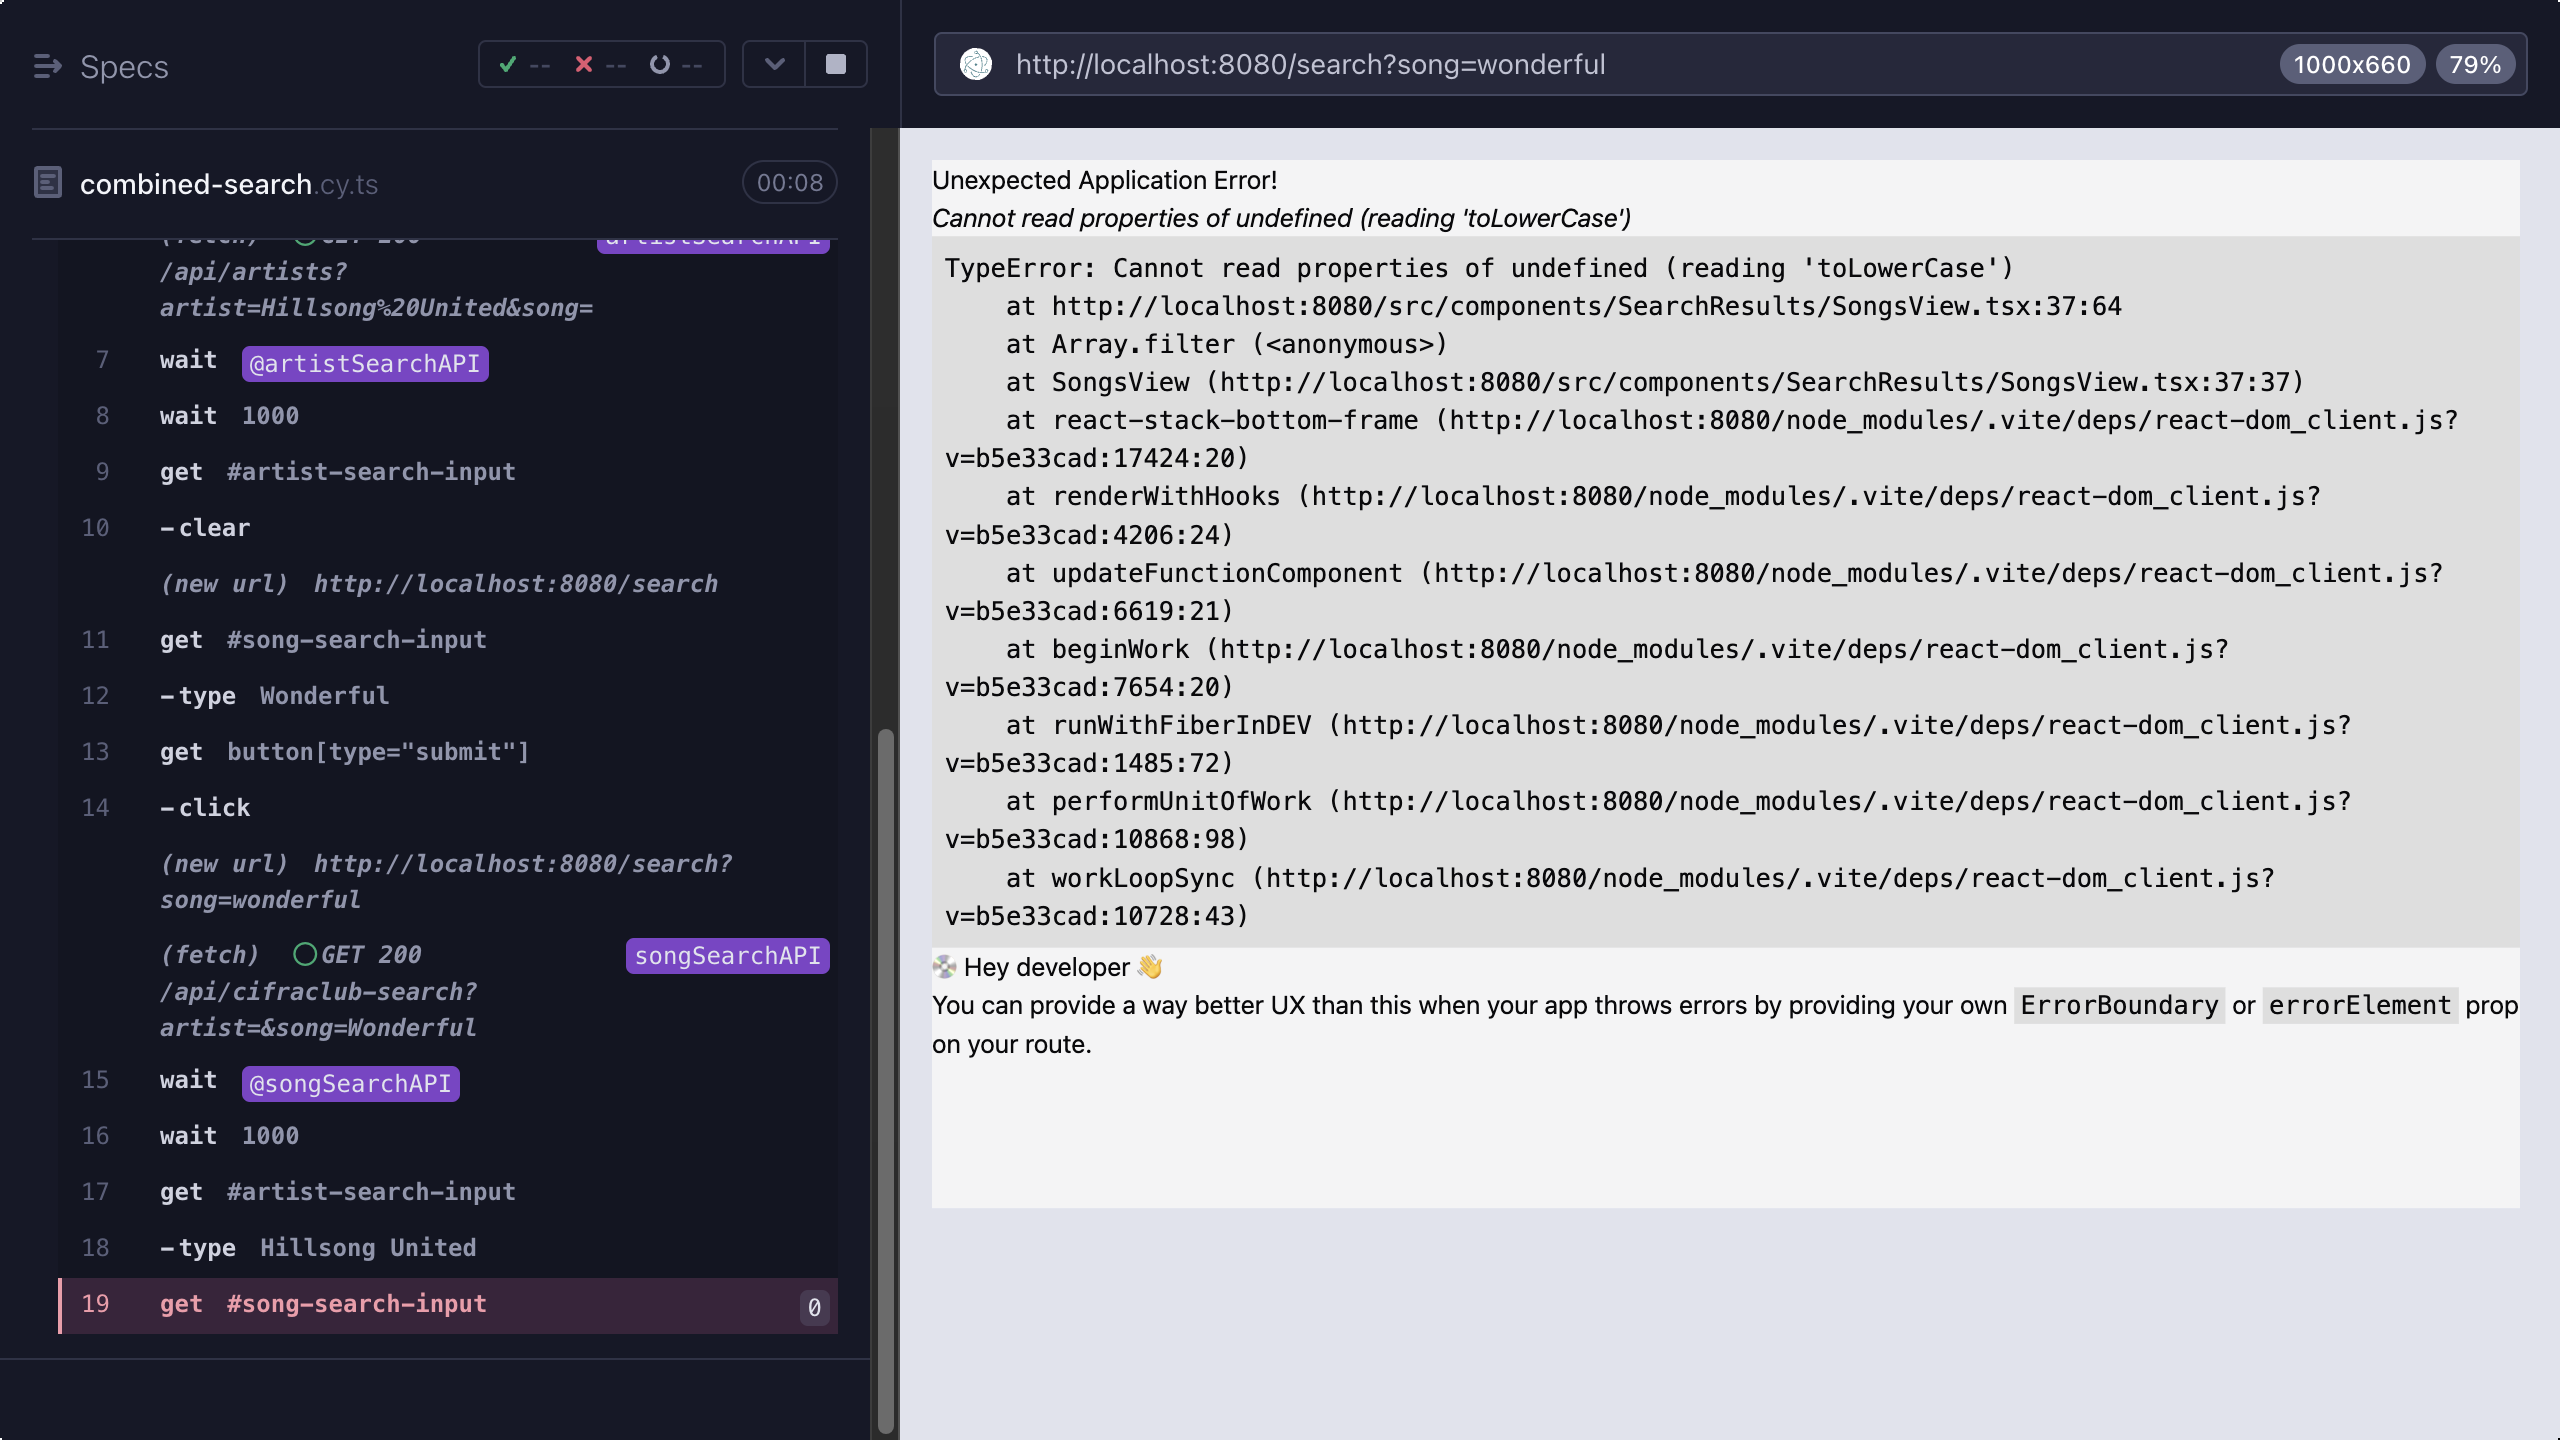 Specs
-- -- --
combined-search.cy.ts
00:08
(fetch) GET 200 artistSearchAPI
/api/artists?
artist=Hillsong%20United&song=
7 wait @artistSearchAPI
8 wait 1000
9 get #artist-search-input
10 -clear
(new url) http://localhost:8080/search
11 get #song-search-input
12 -type Wonderful
13 get button[type="submit"]
14 -click
(new url) http://localhost:8080/search?
song=wonderful
(fetch) GET 200 songSearchAPI
/api/cifraclub-search?
artist=&song=Wonderful
15 wait @songSearchAPI
16 wait 1000
17 get #artist-search-input
18 -type Hillsong United
19 get #song-search-input 0
http://localhost:8080/search?song=wonderful
1000x660 79%
Unexpected Application Error!
Cannot read properties of undefined (reading 'toLowerCase')
TypeError: Cannot read properties of undefined (reading 'toLowerCase')
    at http://localhost:8080/src/components/SearchResults/SongsView.tsx:37:64
    at Array.filter (<anonymous>)
    at SongsView (http://localhost:8080/src/components/SearchResults/SongsView.tsx:37:37)
    at react-stack-bottom-frame (http://localhost:8080/node_modules/.vite/deps/react-dom_client.js?
v=b5e33cad:17424:20)
    at renderWithHooks (http://localhost:8080/node_modules/.vite/deps/react-dom_client.js?
v=b5e33cad:4206:24)
    at updateFunctionComponent (http://localhost:8080/node_modules/.vite/deps/react-dom_client.js?
v=b5e33cad:6619:21)
    at beginWork (http://localhost:8080/node_modules/.vite/deps/react-dom_client.js?
v=b5e33cad:7654:20)
    at runWithFiberInDEV (http://localhost:8080/node_modules/.vite/deps/react-dom_client.js?
v=b5e33cad:1485:72)
    at performUnitOfWork (http://localhost:8080/node_modules/.vite/deps/react-dom_client.js?
v=b5e33cad:10868:98)
    at workLoopSync (http://localhost:8080/node_modules/.vite/deps/react-dom_client.js?
v=b5e33cad:10728:43)
💿 Hey developer 👋
You can provide a way better UX than this when your app throws errors by providing your own ErrorBoundary or errorElement prop
on your route.